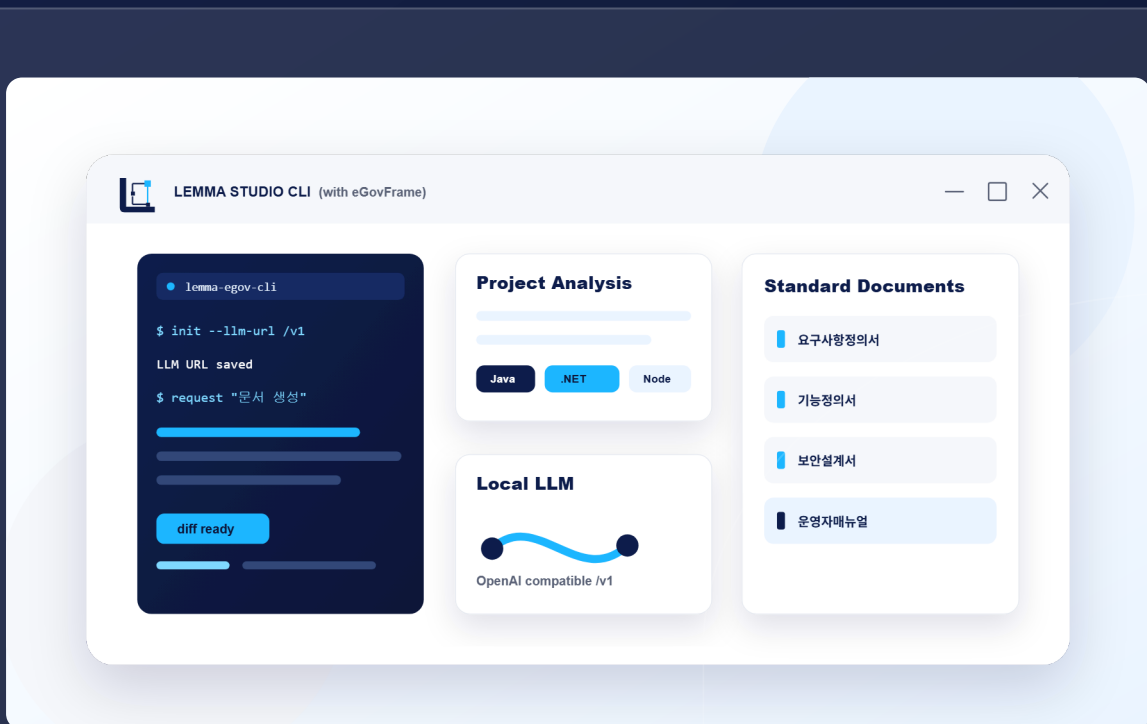 LEMMA STUDIO CLI (with eGovFrame)
lemma-egov-cli
$ init --llm-url /v1
LLM URL saved
$ request "문서 생성"
diff ready
Project Analysis
Java
.NET
Node
Local LLM
OpenAI compatible /v1
Standard Documents
요구사항정의서
기능정의서
보안설계서
운영자매뉴얼